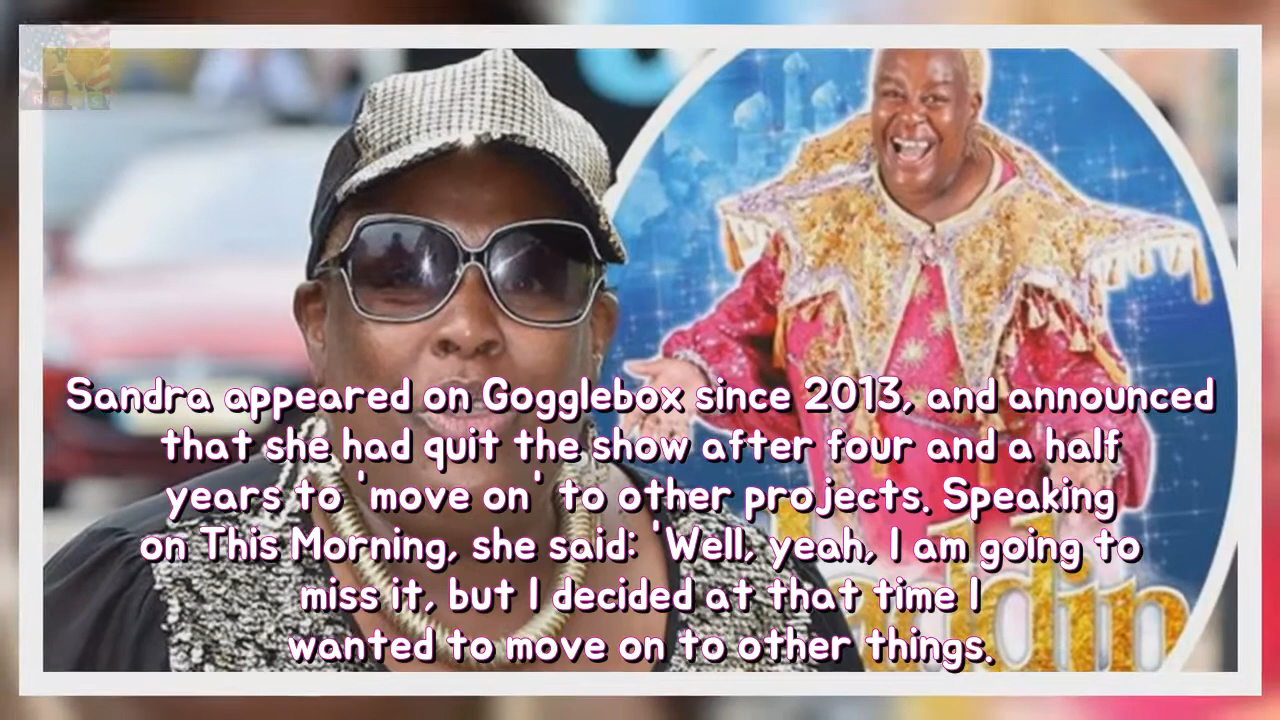 Sandra appeared on Gogglebox since 2013, and announced
that she had quit the show after four and a half
years to 'move on' to other projects. Speaking
on This Morning, she said: 'Well, yeah, I am going to
miss it, but I decided at that time I
wanted to move on to other things.
NEWS